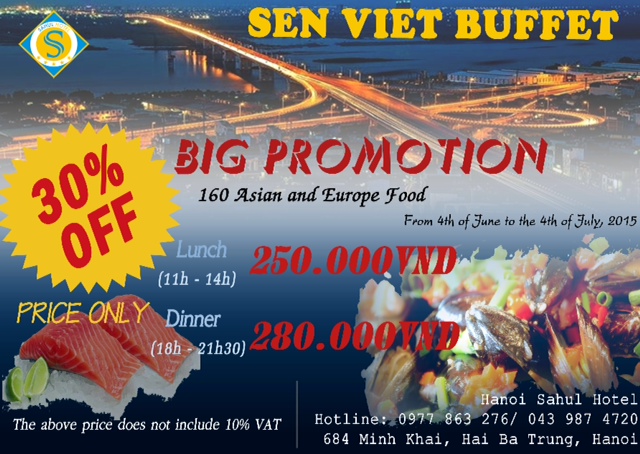 SEN VIET BUFFET
S
BIG PROMOTION
160 Asian and Europe Food
From 4th of June to the 4th of July, 2015
30%
OFF
Lunch
(11h - 14h)
250.000VND
PRICE ONLY
Dinner
(18h - 21h30)
280.000VND
The above price does not include 10% VAT
Hanoi Sahul Hotel
Hotline: 0977 863 276/ 043 987 4720
684 Minh Khai, Hai Ba Trung, Hanoi